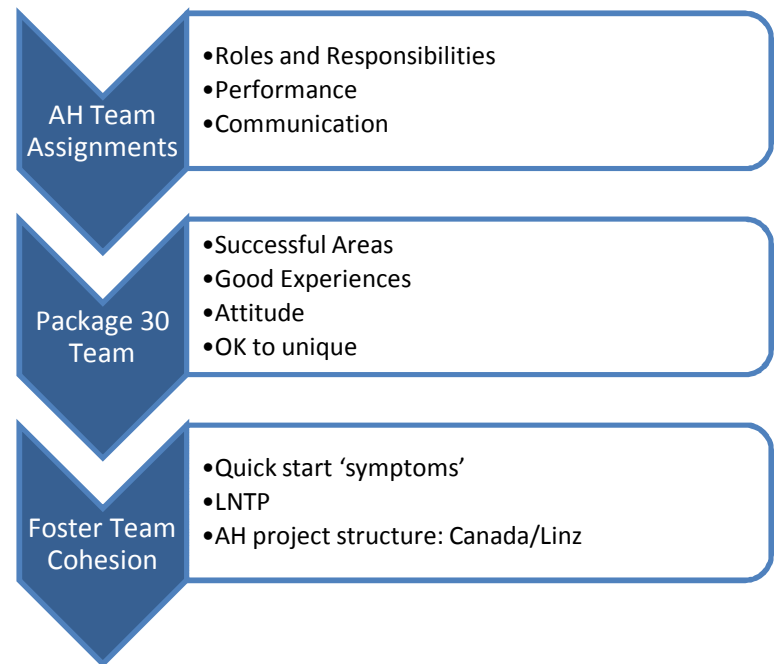 AH Team
Assignments
•Roles and Responsibilities
•Performance
•Communication
Package 30
Team
•Successful Areas
•Good Experiences
•Attitude
•OK to unique
Foster Team
Cohesion
•Quick start ‘symptoms’
•LNTP
•AH project structure: Canada/Linz